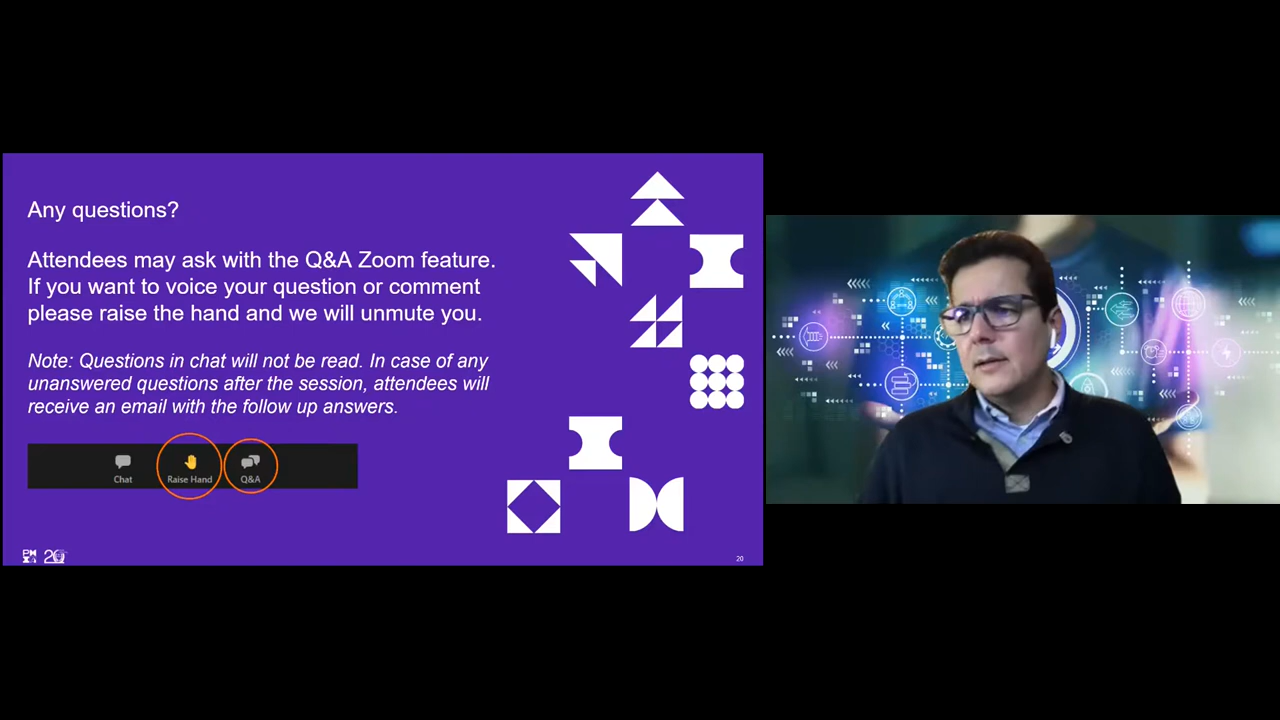 Any questions?
Attendees may ask with the Q&A Zoom feature.
If you want to voice your question or comment
please raise the hand and we will unmute you.
Note: Questions in chat will not be read. In case of any
unanswered questions after the session, attendees will
receive an email with the follow up answers.
Chat
Raise Hand
Q&A
PM
20
20